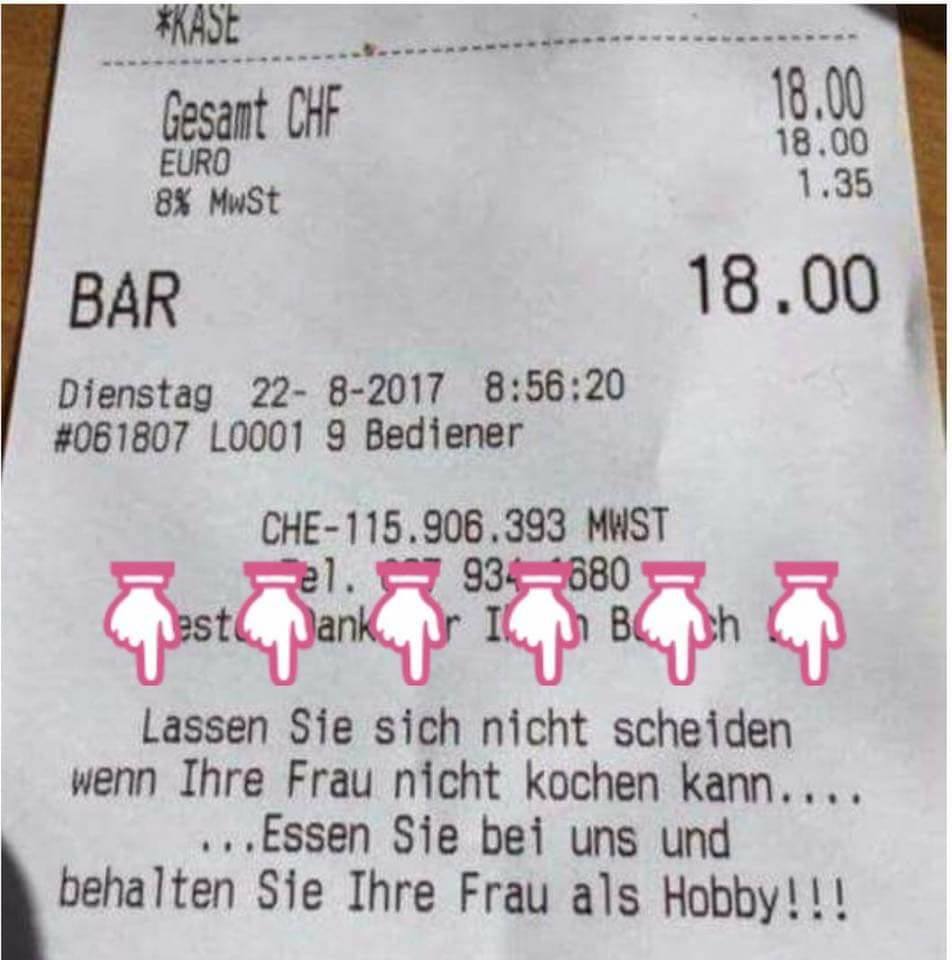 *KÄSE
Gesamt CHF 18.00
EURO 18.00
8% MwSt 1.35
BAR 18.00
Dienstag 22- 8-2017 8:56:20
#061807 L0001 9 Bediener
CHE-115.906.393 MWST
934
Lassen Sie sich nicht scheiden
wenn Ihre Frau nicht kochen kann....
...Essen Sie bei uns und
behalten Sie Ihre Frau als Hobby!!!